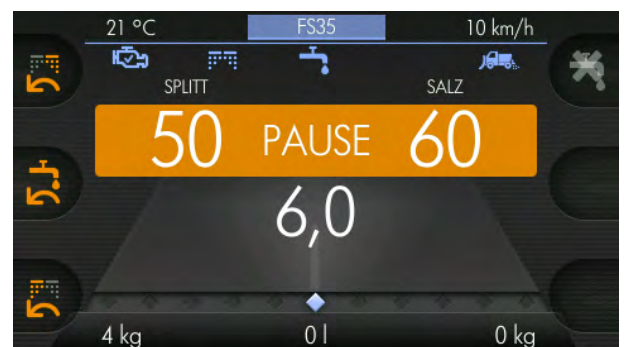 21 °C FS35 10 km/h
SPLITT SALZ
50 PAUSE 60
6,0
4 kg 0 l 0 kg